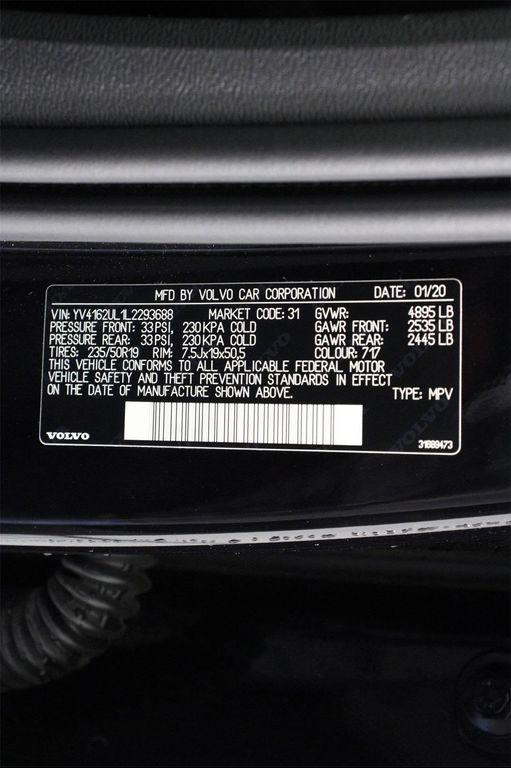 MFD BY VOLVO CAR CORPORATION DATE: 01/20
VIN: YV4162UL1L2293688 MARKET CODE: 31 GVWR: 4895 LB
PRESSURE FRONT: 33 PSI, 230 KPA COLD GAWR FRONT: 2535 LB
PRESSURE REAR: 33 PSI, 230 KPA COLD GAWR REAR: 2445 LB
TIRES: 235/50R19 RIM: 7,5Jx19x50,5 COLOUR: 717
THIS VEHICLE CONFORMS TO ALL APPLICABLE FEDERAL MOTOR
VEHICLE SAFETY AND THEFT PREVENTION STANDARDS IN EFFECT
ON THE DATE OF MANUFACTURE SHOWN ABOVE. TYPE: MPV
VOLVO 31689473